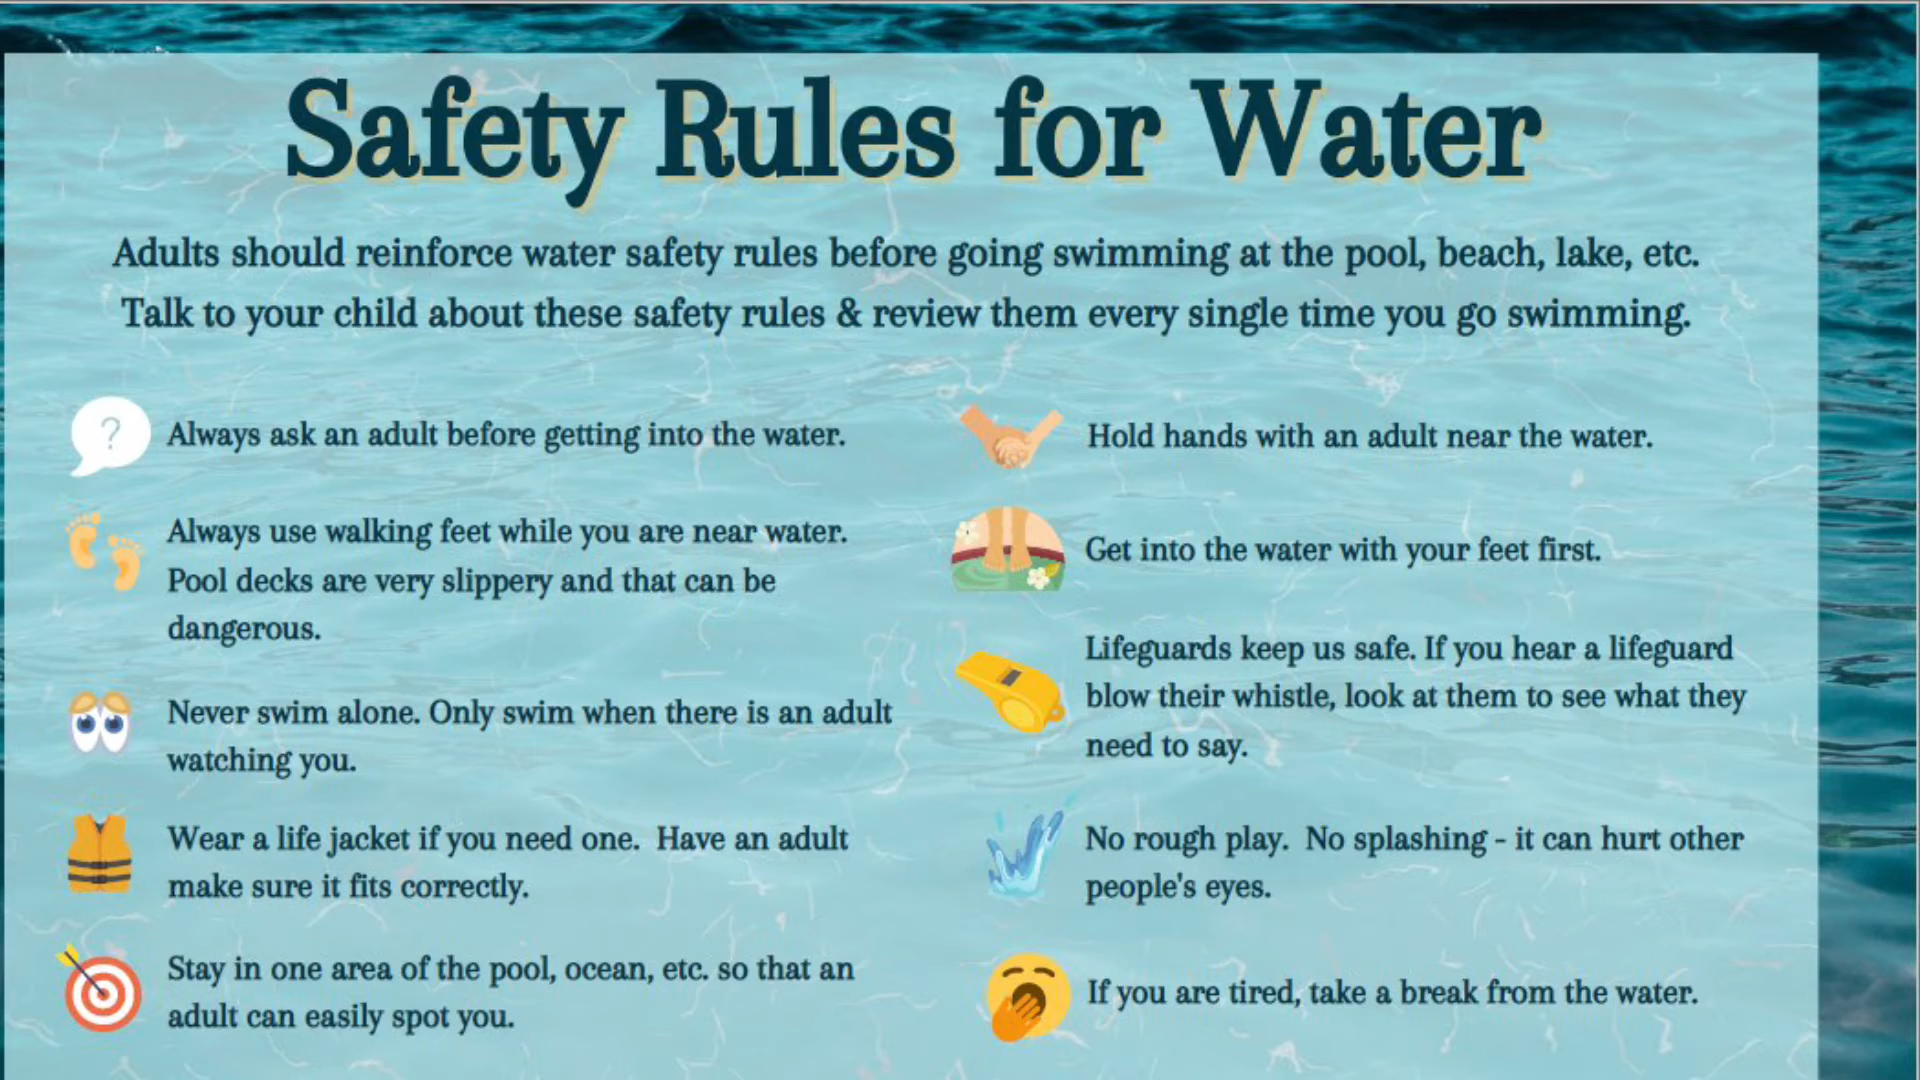 Safety Rules for Water
Adults should reinforce water safety rules before going swimming at the pool, beach, lake, etc.
Talk to your child about these safety rules & review them every single time you go swimming.
?
Always ask an adult before getting into the water.
Always use walking feet while you are near water.
Pool decks are very slippery and that can be
dangerous.
Never swim alone. Only swim when there is an adult
watching you.
Wear a life jacket if you need one.  Have an adult
make sure it fits correctly.
Stay in one area of the pool, ocean, etc. so that an
adult can easily spot you.
Hold hands with an adult near the water.
Get into the water with your feet first.
Lifeguards keep us safe. If you hear a lifeguard
blow their whistle, look at them to see what they
need to say.
No rough play.  No splashing - it can hurt other
people's eyes.
If you are tired, take a break from the water.